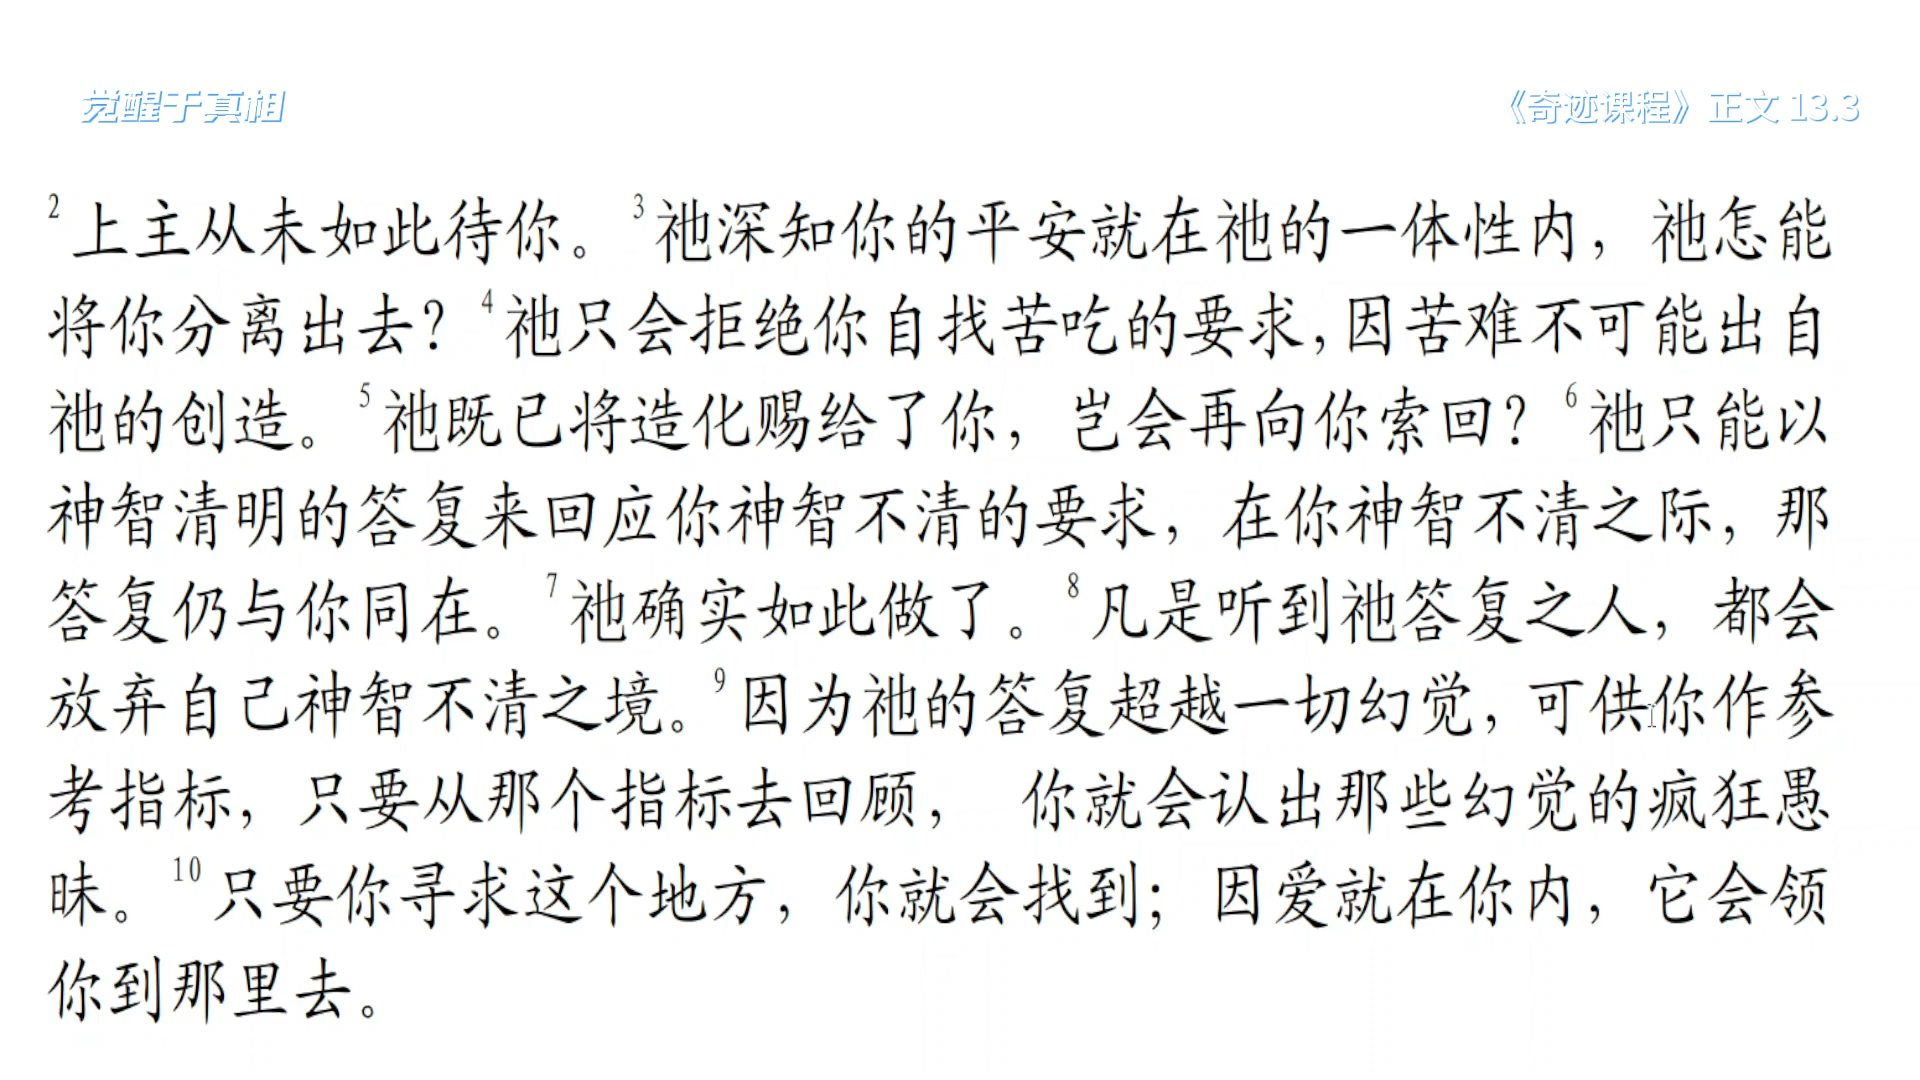 觉醒于真相
《奇迹课程》正文 13.3
2 上主从未如此待你。 3 祂深知你的平安就在祂的一体性内，祂怎能
将你分离出去？ 4 祂只会拒绝你自找苦吃的要求,因苦难不可能出自
祂的创造。 5 祂既已将造化赐给了你，岂会再向你索回？ 6 祂只能以
神智清明的答复来回应你神智不清的要求，在你神智不清之际，那
答复仍与你同在。 7 祂确实如此做了。 8 凡是听到祂答复之人，都会
放弃自己神智不清之境。 9 因为祂的答复超越一切幻觉，可供你作参
考指标，只要从那个指标去回顾， 你就会认出那些幻觉的疯狂愚
昧。 10 只要你寻求这个地方，你就会找到；因爱就在你内，它会领
你到那里去。